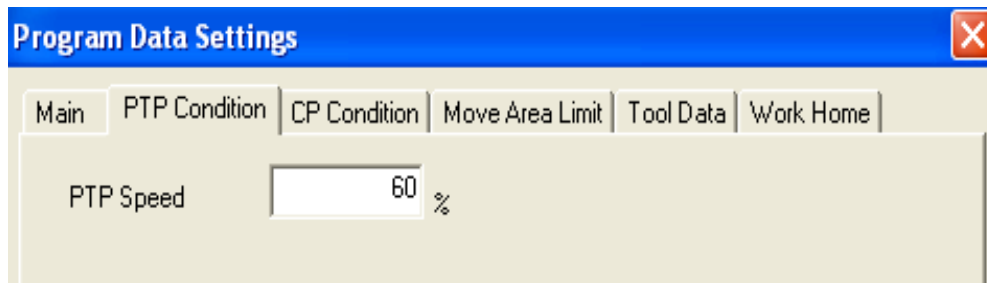 Program Data Settings
Main PTP Condition CP Condition Move Area Limit Tool Data Work Home
PTP Speed 60 %